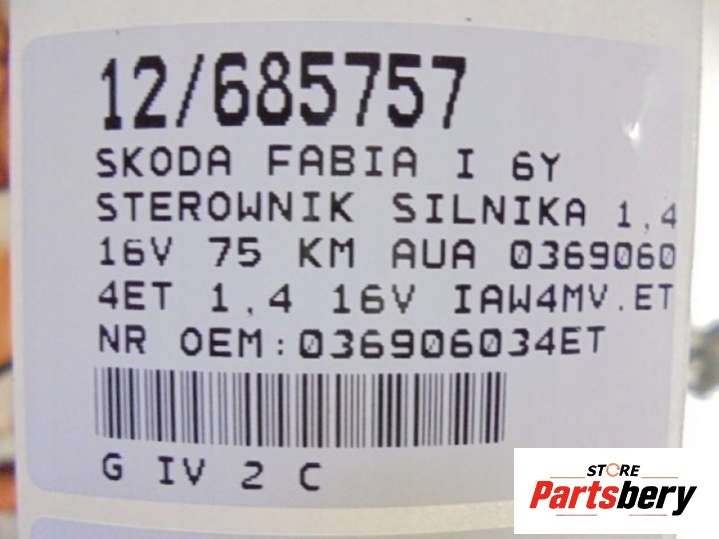 12/685757
SKODA FABIA I 6Y
STEROWNIK SILNIKA 1,4
16V 75 KM AUA 0369060
4ET 1,4 16V IAW4MV.ET
NR OEM:036906034ET
G IV 2 C
STORE
Partsbery